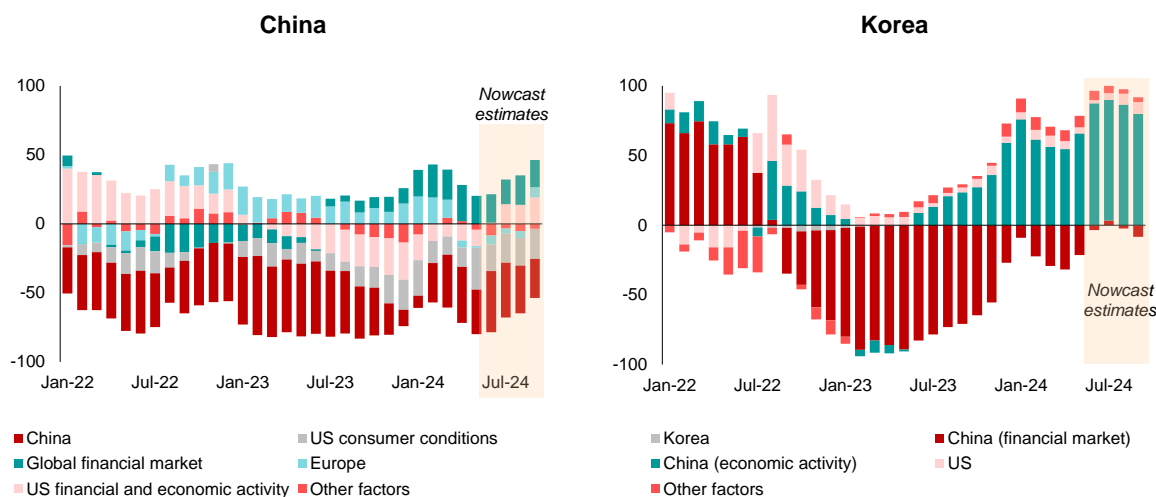 China
100
50
0
-50
-100
Nowcast
estimates
Jan-22
Jul-22
Jan-23
Jul-23
Jan-24
Jul-24
China
US consumer conditions
Global financial market
Europe
US financial and economic activity
Other factors
Korea
100
50
0
-50
-100
Nowcast
estimates
Jan-22
Jul-22
Jan-23
Jul-23
Jan-24
Jul-24
Korea
China (financial market)
China (economic activity)
US
Other factors